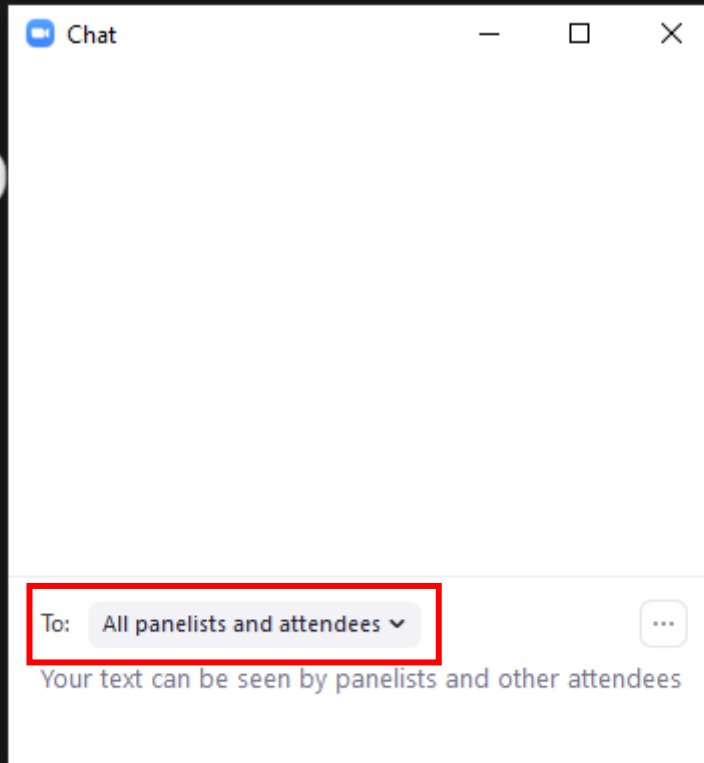 Chat
To: All panelists and attendees
Your text can be seen by panelists and other attendees